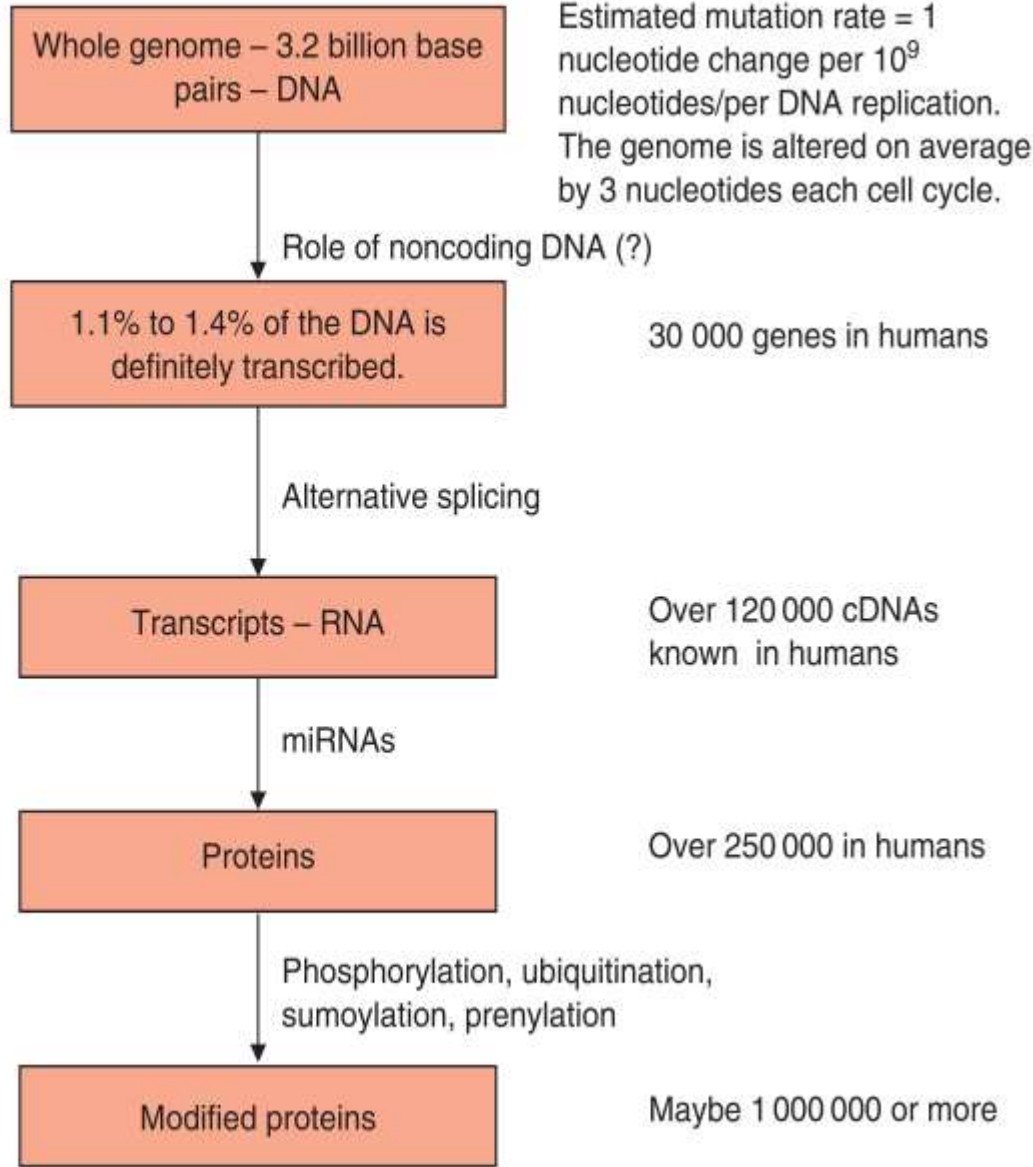 Whole genome – 3.2 billion base
pairs – DNA
Estimated mutation rate = 1
nucleotide change per 10⁹
nucleotides/per DNA replication.
The genome is altered on average
by 3 nucleotides each cell cycle.
Role of noncoding DNA (?)
1.1% to 1.4% of the DNA is
definitely transcribed.
30 000 genes in humans
Alternative splicing
Transcripts – RNA
Over 120 000 cDNAs
known in humans
miRNAs
Proteins
Over 250 000 in humans
Phosphorylation, ubiquitination,
sumoylation, prenylation
Modified proteins
Maybe 1 000 000 or more